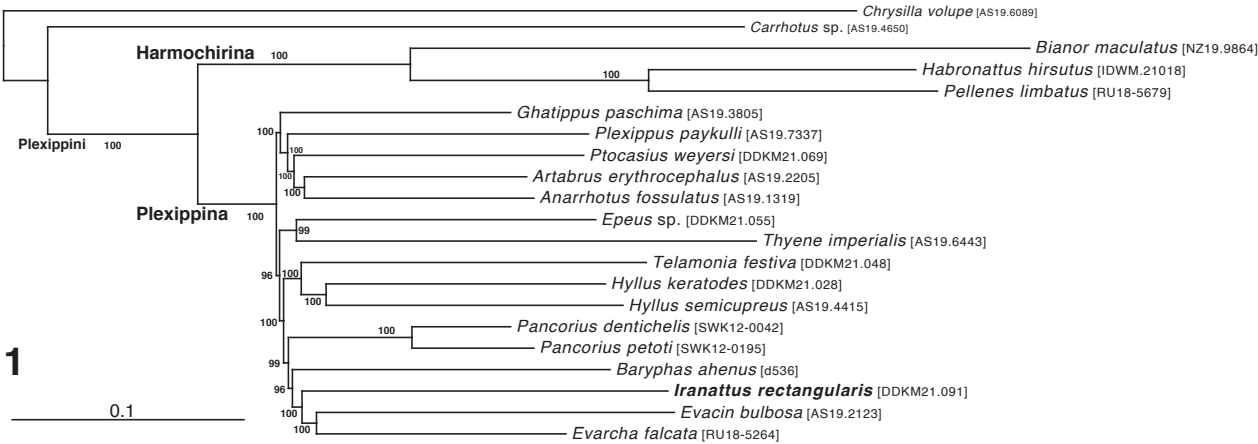 Chrysilla volupe [AS19.6089]
Carrhotus sp. [AS19.4650]
Harmochirina 100
Bianor maculatus [NZ19.9864]
100 Habronattus hirsutus [IDWM.21018]
Pellenes limbatus [RU18-5679]
Ghatippus paschima [AS19.3805]
100 Plexippus paykulli [AS19.7337]
Plexippini 100
100 Ptocasius weyersi [DDKM21.069]
100 Artabrus erythrocephalus [AS19.2205]
100 Anarrhotus fossulatus [AS19.1319]
Plexippina 100
Epeus sp. [DDKM21.055]
99
Thyene imperialis [AS19.6443]
Telamonia festiva [DDKM21.048]
96 100
Hyllus keratodes [DDKM21.028]
100 Hyllus semicupreus [AS19.4415]
100 100 Pancorius dentichelis [SWK12-0042]
Pancorius petoti [SWK12-0195]
1
99 Baryphas ahenus [d536]
96 Iranattus rectangularis [DDKM21.091]
0.1
100 Evacin bulbosa [AS19.2123]
100 Evarcha falcata [RU18-5264]